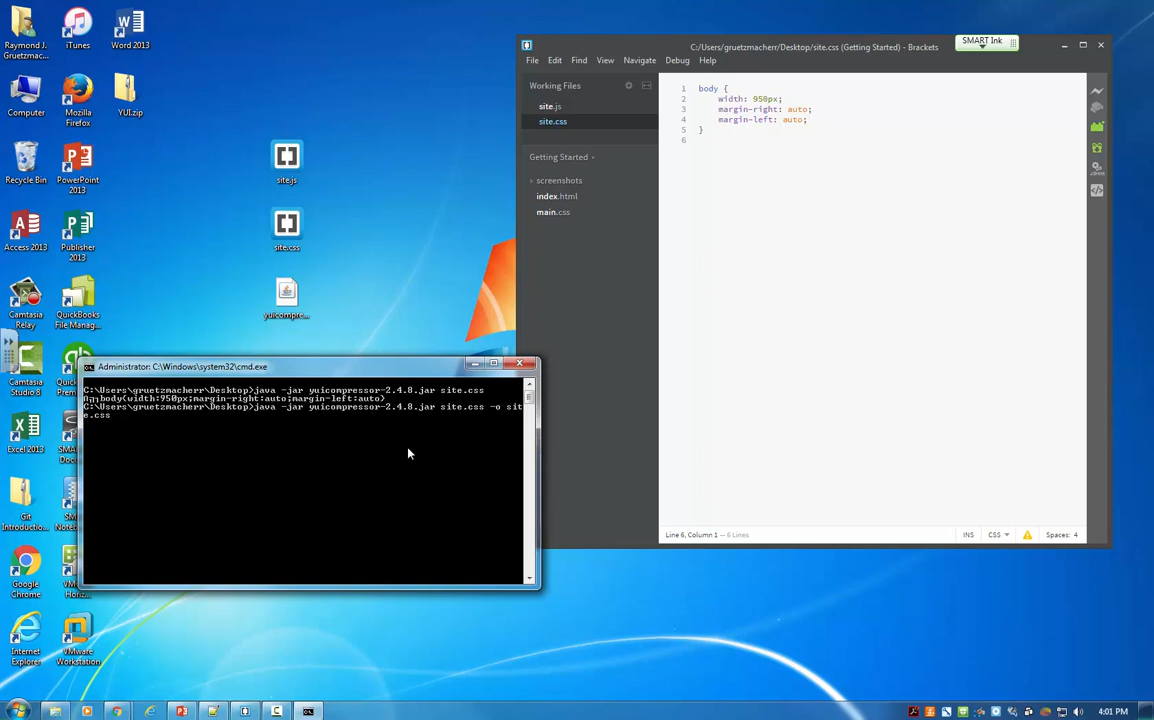 Raymond J.
Gruetzmac...
iTunes
Word 2013
Computer
Mozilla
Firefox
YUI.zip
Recycle Bin
PowerPoint
2013
Access 2013
Publisher
2013
Camtasia
Relay
QuickBooks
File Manag...
Camtasia
Studio 8
Excel 2013
Git
Introductio...
Google
Chrome
Internet
Explorer
VMware
Workstation
site.js
site.css
yuicompre...
C:/Users/gruetzmacherr/Desktop/site.css (Getting Started) - Brackets
SMART Ink
File Edit Find View Navigate Debug Help
Working Files
site.js
site.css
Getting Started
screenshots
index.html
main.css
1 body {
2 width: 950px;
3 margin-right: auto;
4 margin-left: auto;
5 }
6
Line 6, Column 1 — 6 Lines
INS CSS Spaces: 4
Administrator: C:\Windows\system32\cmd.exe
C:\Users\gruetzmacherr\Desktop>java -jar yuicompressor-2.4.8.jar site.css
body{width:950px;margin-right:auto;margin-left:auto}
C:\Users\gruetzmacherr\Desktop>java -jar yuicompressor-2.4.8.jar site.css -o sit
e.css
4:01 PM